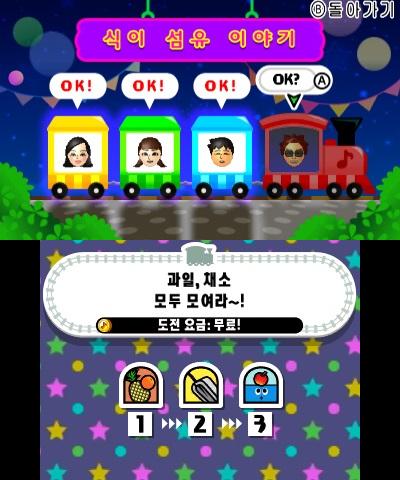 Ⓑ돌아가기
식이 섬유 이야기
OK!
OK!
OK!
OK? Ⓐ
과일, 채소
모두 모여라~!
도전 요금: 무료!
1 2 3